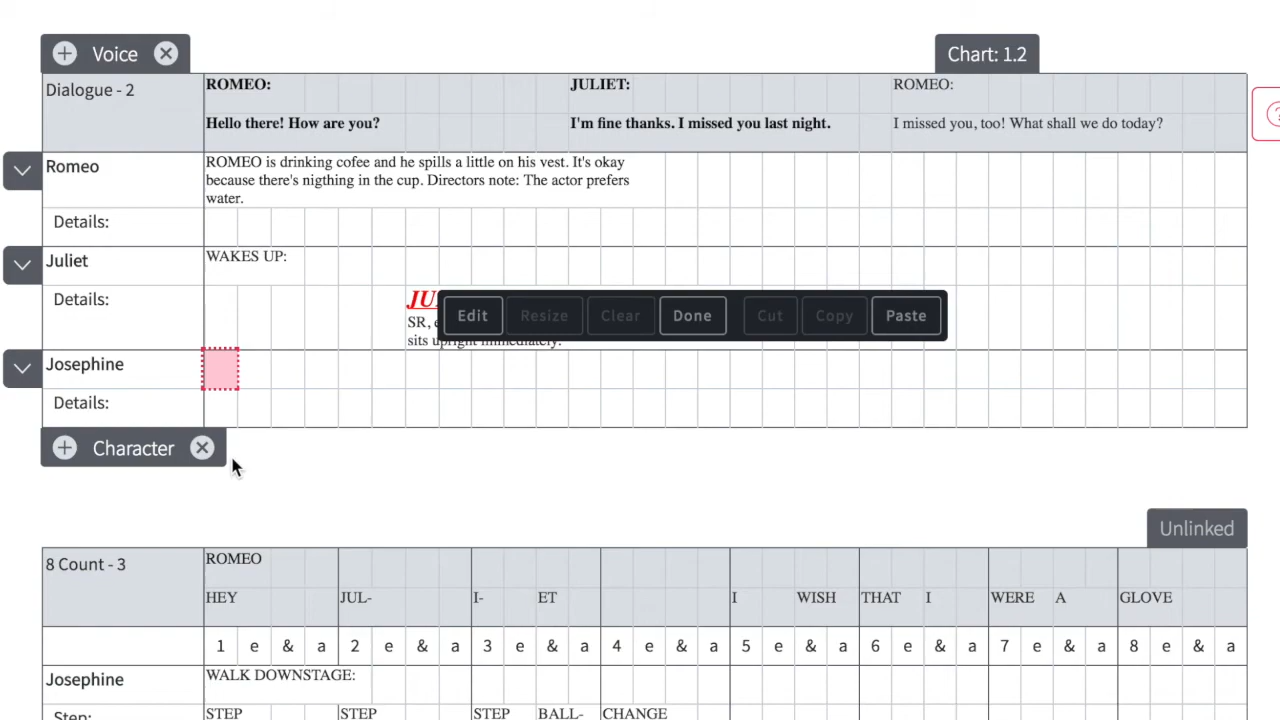 Voice
Chart: 1.2
Dialogue - 2
ROMEO:
JULIET:
ROMEO:
Hello there! How are you?
I'm fine thanks. I missed you last night.
I missed you, too! What shall we do today?
Romeo
ROMEO is drinking cofee and he spills a little on his vest. It's okay
because there's nigthing in the cup. Directors note: The actor prefers
water.
Details:
Juliet
WAKES UP:
Details:
Edit
Resize
Clear
Done
Cut
Copy
Paste
SR,
sits upright immediately.
Josephine
Details:
Character
Unlinked
8 Count - 3
ROMEO
HEY JUL- I- ET I WISH THAT I WERE A GLOVE
1 e & a 2 e & a 3 e & a 4 e & a 5 e & a 6 e & a 7 e & a 8 e & a
Josephine
WALK DOWNSTAGE:
Step:
STEP STEP STEP BALL- CHANGE